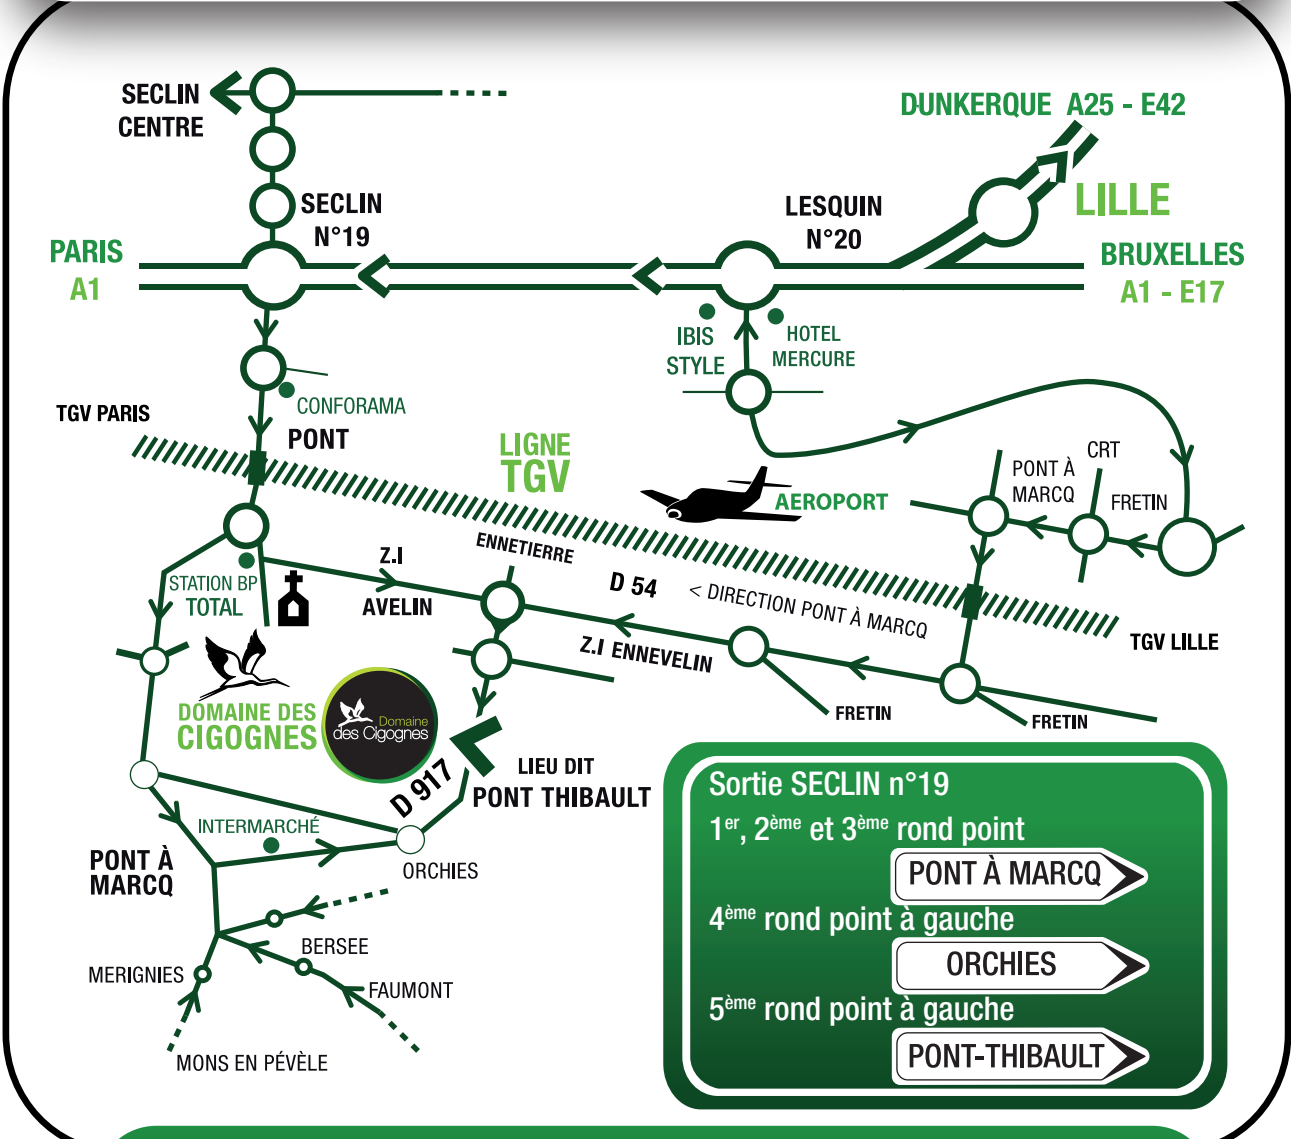 SECLIN
CENTRE
DUNKERQUE A25 - E42
LILLE
SECLIN
N°19
LESQUIN
N°20
PARIS
A1
BRUXELLES
A1 - E17
IBIS
STYLE
HOTEL
MERCURE
CONFORAMA
TGV PARIS
PONT
LIGNE
TGV
AEROPORT
PONT À
MARCQ
CRT
FRETIN
ENNETIERRE
Z.I
AVELIN
D 54
< DIRECTION PONT À MARCQ
STATION BP
TOTAL
Z.I ENNEVELIN
TGV LILLE
FRETIN
FRETIN
DOMAINE DES
CIGOGNES
Domaine
des Cigognes
D 917
LIEU DIT
PONT THIBAULT
INTERMARCHÉ
ORCHIES
PONT À
MARCQ
BERSEE
MERIGNIES
FAUMONT
MONS EN PÉVÈLE
Sortie SECLIN n°19
1er, 2ème et 3ème rond point
PONT À MARCQ
4ème rond point à gauche
ORCHIES
5ème rond point à gauche
PONT-THIBAULT